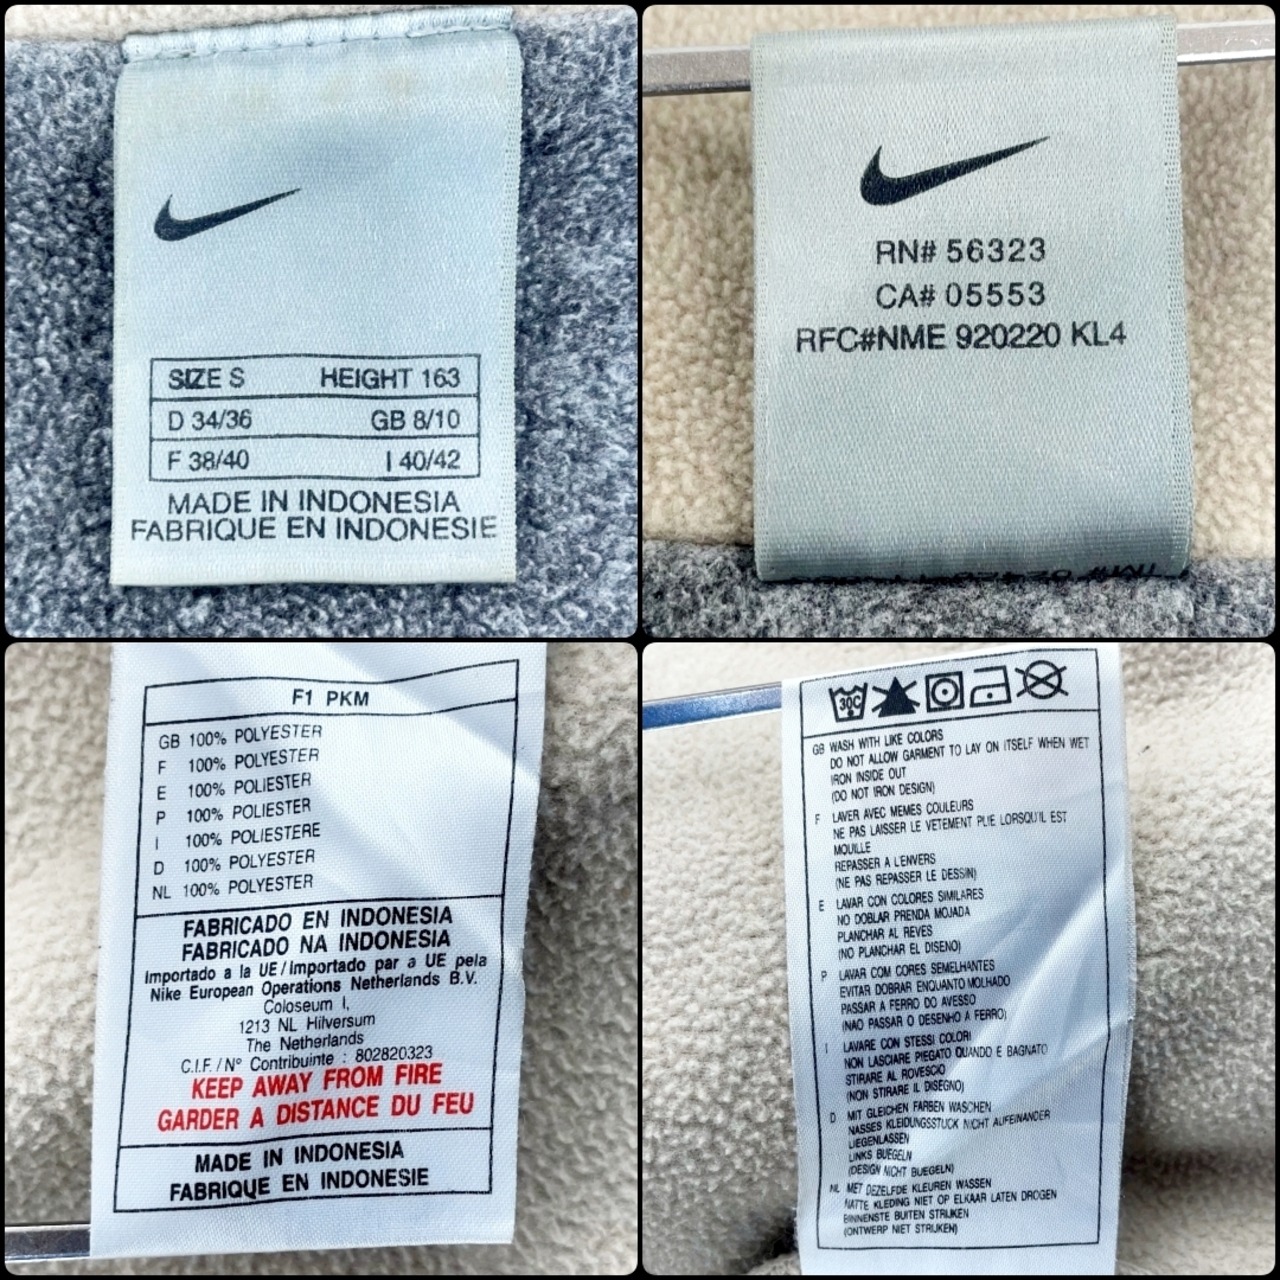 SIZE S HEIGHT 163
D 34/36 GB 8/10
F 38/40 I 40/42
MADE IN INDONESIA
FABRIQUE EN INDONESIE
RN# 56323
CA# 05553
RFC#NME 920220 KL4
F1 PKM
GB 100% POLYESTER
F 100% POLYESTER
E 100% POLIESTER
P 100% POLIESTER
I 100% POLIESTERE
D 100% POLYESTER
NL 100% POLYESTER
FABRICADO EN INDONESIA
FABRICADO NA INDONESIA
Importado a la UE/Importado par a UE pela
Nike European Operations Netherlands B.V.
Coloseum I,
1213 NL Hilversum
The Netherlands
C.I.F./N° Contribuinte : 802820323
KEEP AWAY FROM FIRE
GARDER A DISTANCE DU FEU
MADE IN INDONESIA
FABRIQUE EN INDONESIE
30C
GB WASH WITH LIKE COLORS
DO NOT ALLOW GARMENT TO LAY ON ITSELF WHEN WET
IRON INSIDE OUT
(DO NOT IRON DESIGN)
F LAVER AVEC MEMES COULEURS
NE PAS LAISSER LE VETEMENT PLIE LORSQU'IL EST
MOUILLE
REPASSER A L'ENVERS
(NE PAS REPASSER LE DESSIN)
E LAVAR CON COLORES SIMILARES
NO DOBLAR PRENDA MOJADA
PLANCHAR AL REVES
(NO PLANCHAR EL DISENO)
P LAVAR COM CORES SEMELHANTES
EVITAR DOBRAR ENQUANTO MOLHADO
PASSAR A FERRO DO AVESSO
(NAO PASSAR O DESENHO A FERRO)
I LAVARE CON STESSI COLORI
NON LASCIARE PIEGATO QUANDO E BAGNATO
STIRARE AL ROVESCIO
(NON STIRARE IL DISEGNO)
D MIT GLEICHEN FARBEN WASCHEN
NASSES KLEIDUNGSSTUCK NICHT AUFEINANDER
LIEGENLASSEN
LINKS BUEGELN
(DESIGN NICHT BUEGELN)
NL MET DEZELFDE KLEUREN WASSEN
NATTE KLEDING NIET OP ELKAAR LATEN DROGEN
BINNENSTE BUITEN STRIJKEN
(ONTWERP NIET STRIJKEN)